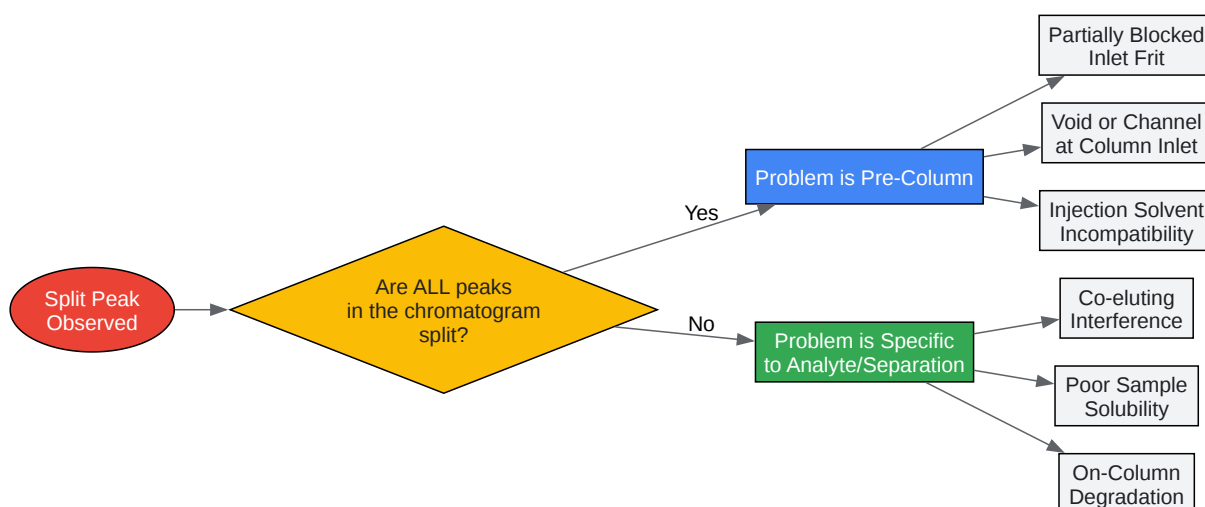 Split Peak
Observed
Are ALL peaks
in the chromatogram
split?
Yes
No
Problem is Pre-Column
Problem is Specific
to Analyte/Separation
Partially Blocked
Inlet Frit
Void or Channel
at Column Inlet
Injection Solvent
Incompatibility
Co-eluting
Interference
Poor Sample
Solubility
On-Column
Degradation